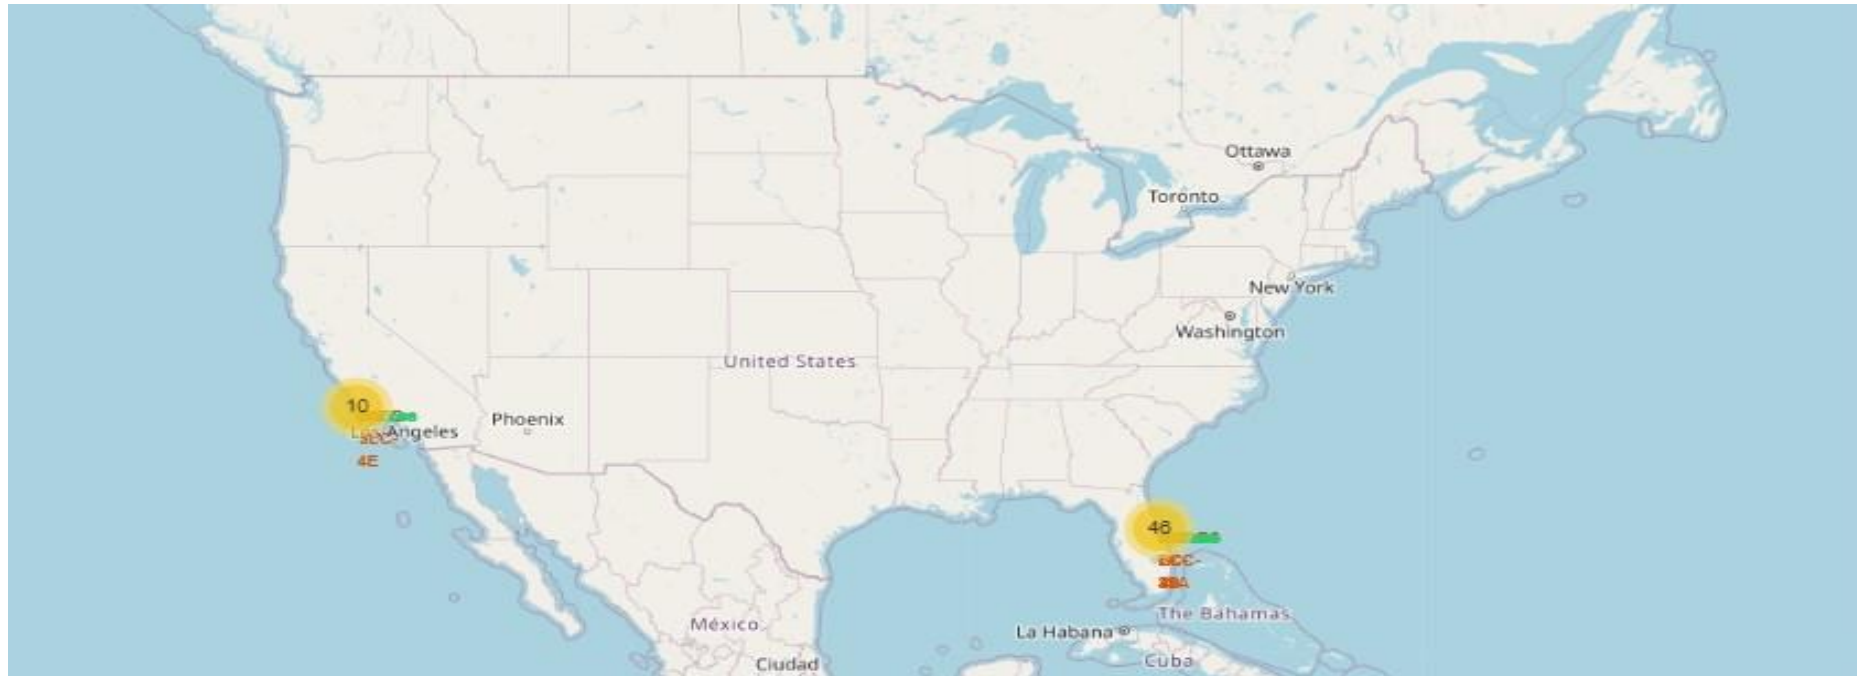 Ottawa
Toronto
New York
Washington
United States
10
Los Angeles
Phoenix
4E
46
The Bahamas
México
La Habana
Cuba
Ciudad